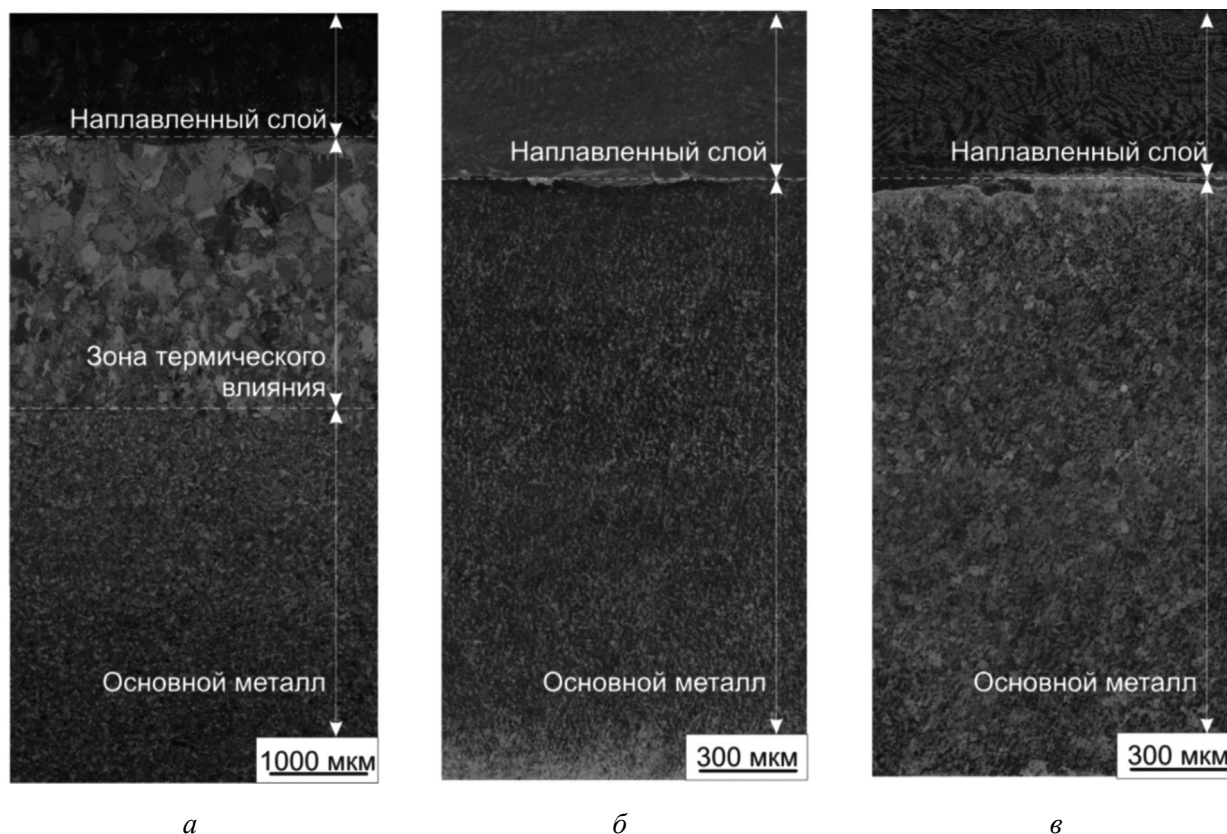 Наплавленный слой
Зона термического
влияния
Основной металл
1000 мкм
а
Наплавленный слой
Основной металл
300 мкм
б
Наплавленный слой
Основной металл
300 мкм
в